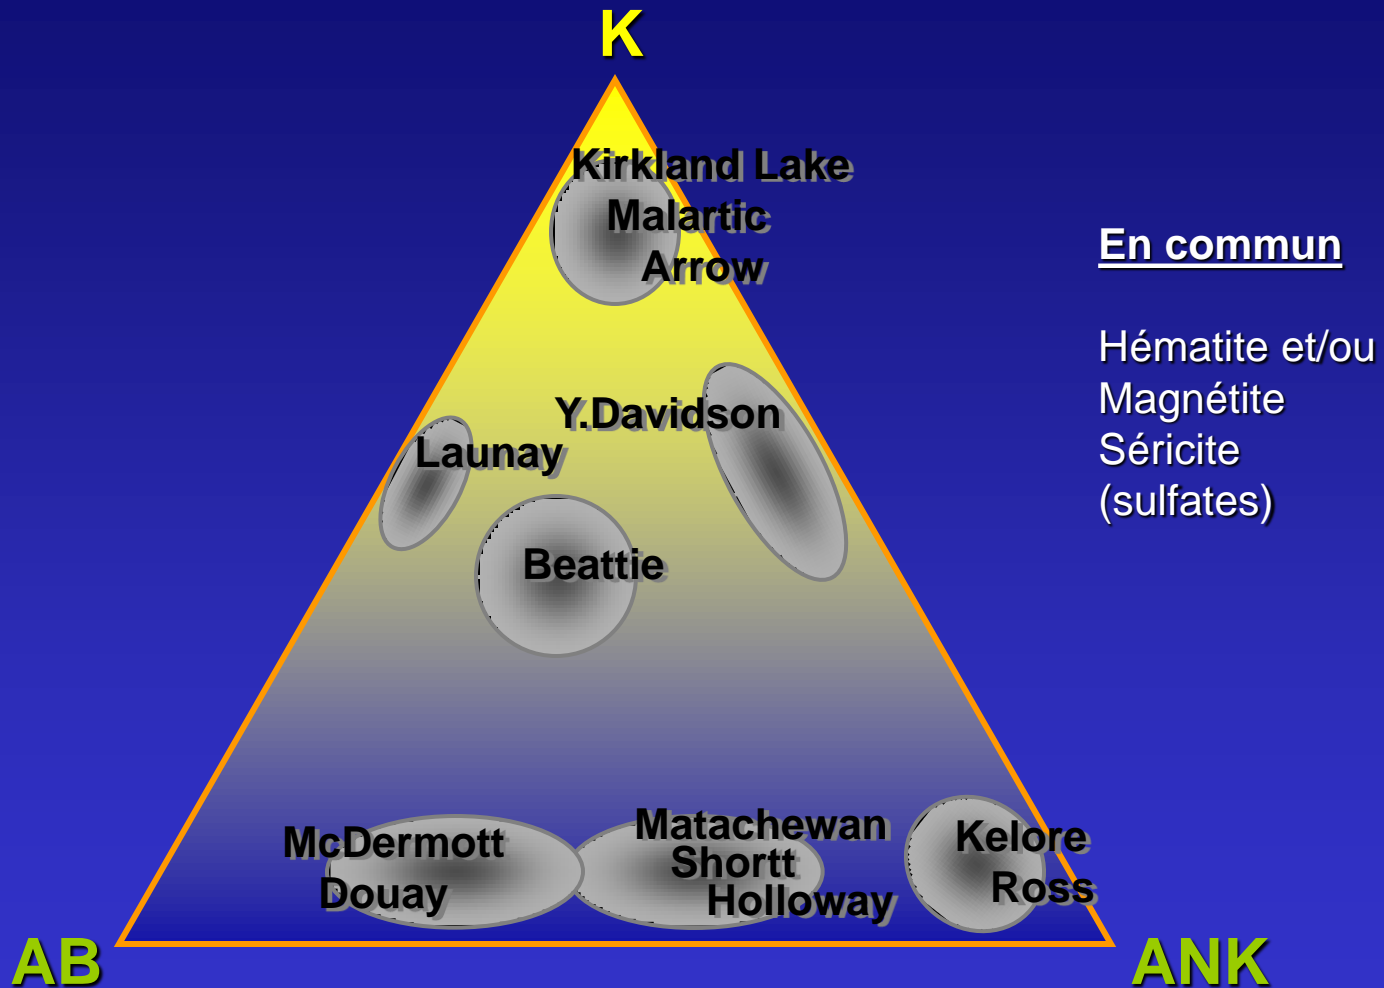 K
Kirkland Lake
Malartic
Arrow
En commun
Hématite et/ou
Magnétite
Séricite
(sulfates)
Y.Davidson
Launay
Beattie
McDermott
Douay
Matachewan
Shortt
Holloway
Kelore
Ross
AB
ANK